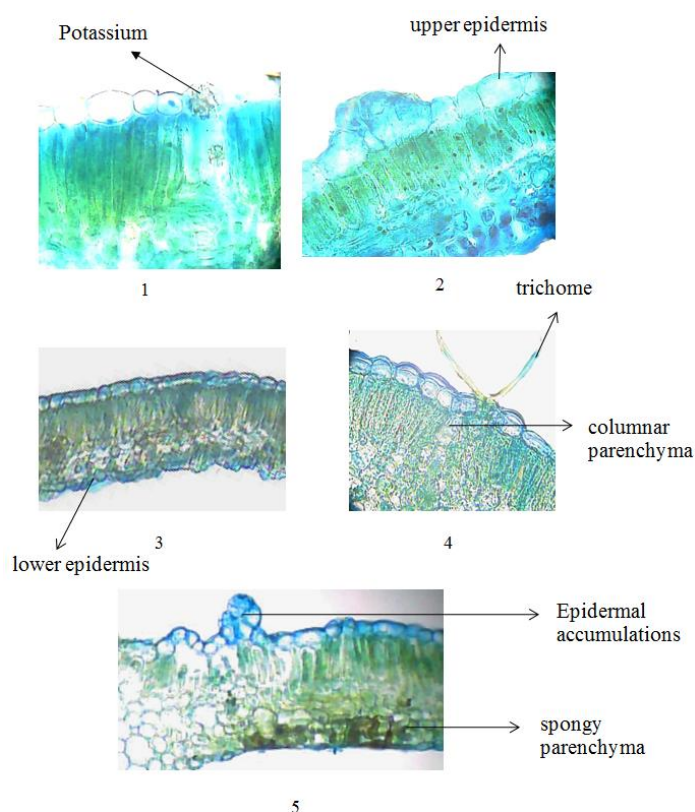 Potassium
upper epidermis
1
2
trichome
columnar
parenchyma
3
4
lower epidermis
Epidermal
accumulations
spongy
parenchyma
5